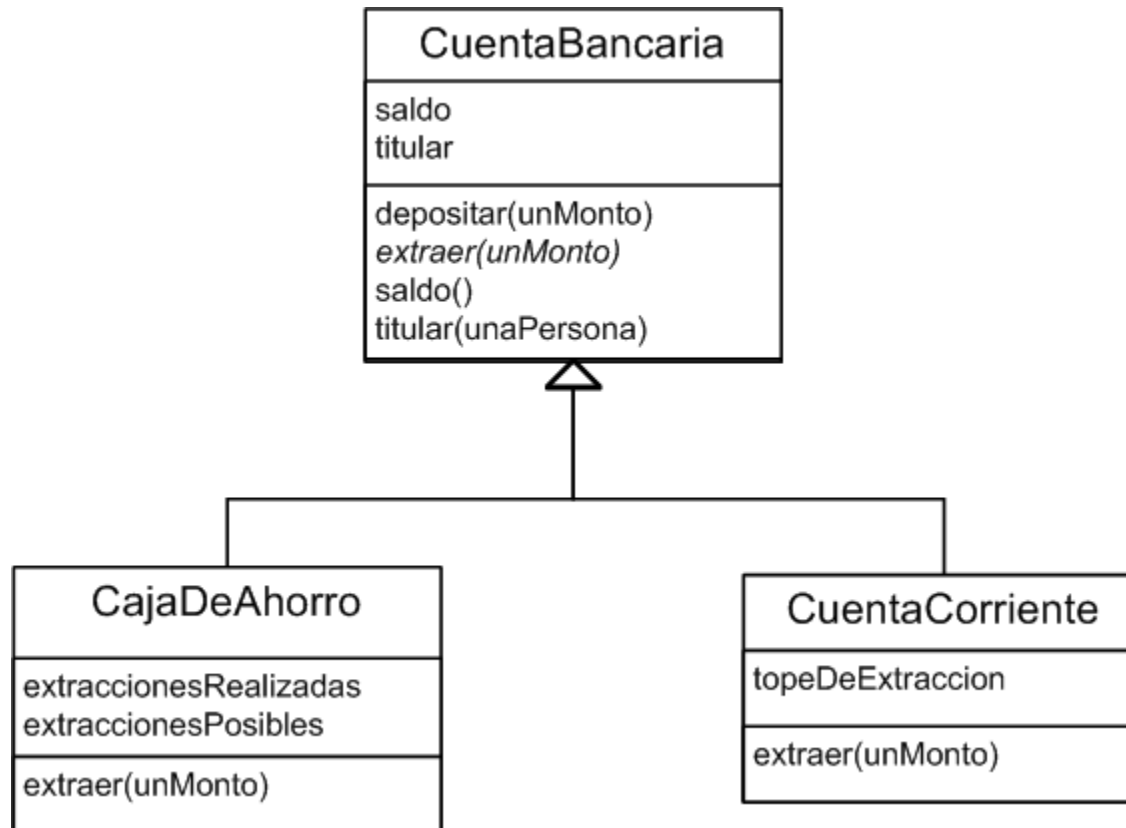 CuentaBancaria
saldo
titular
depositar(unMonto)
extraer(unMonto)
saldo()
titular(unaPersona)
CajaDeAhorro
extraccionesRealizadas
extraccionesPosibles
extraer(unMonto)
CuentaCorriente
topeDeExtraccion
extraer(unMonto)